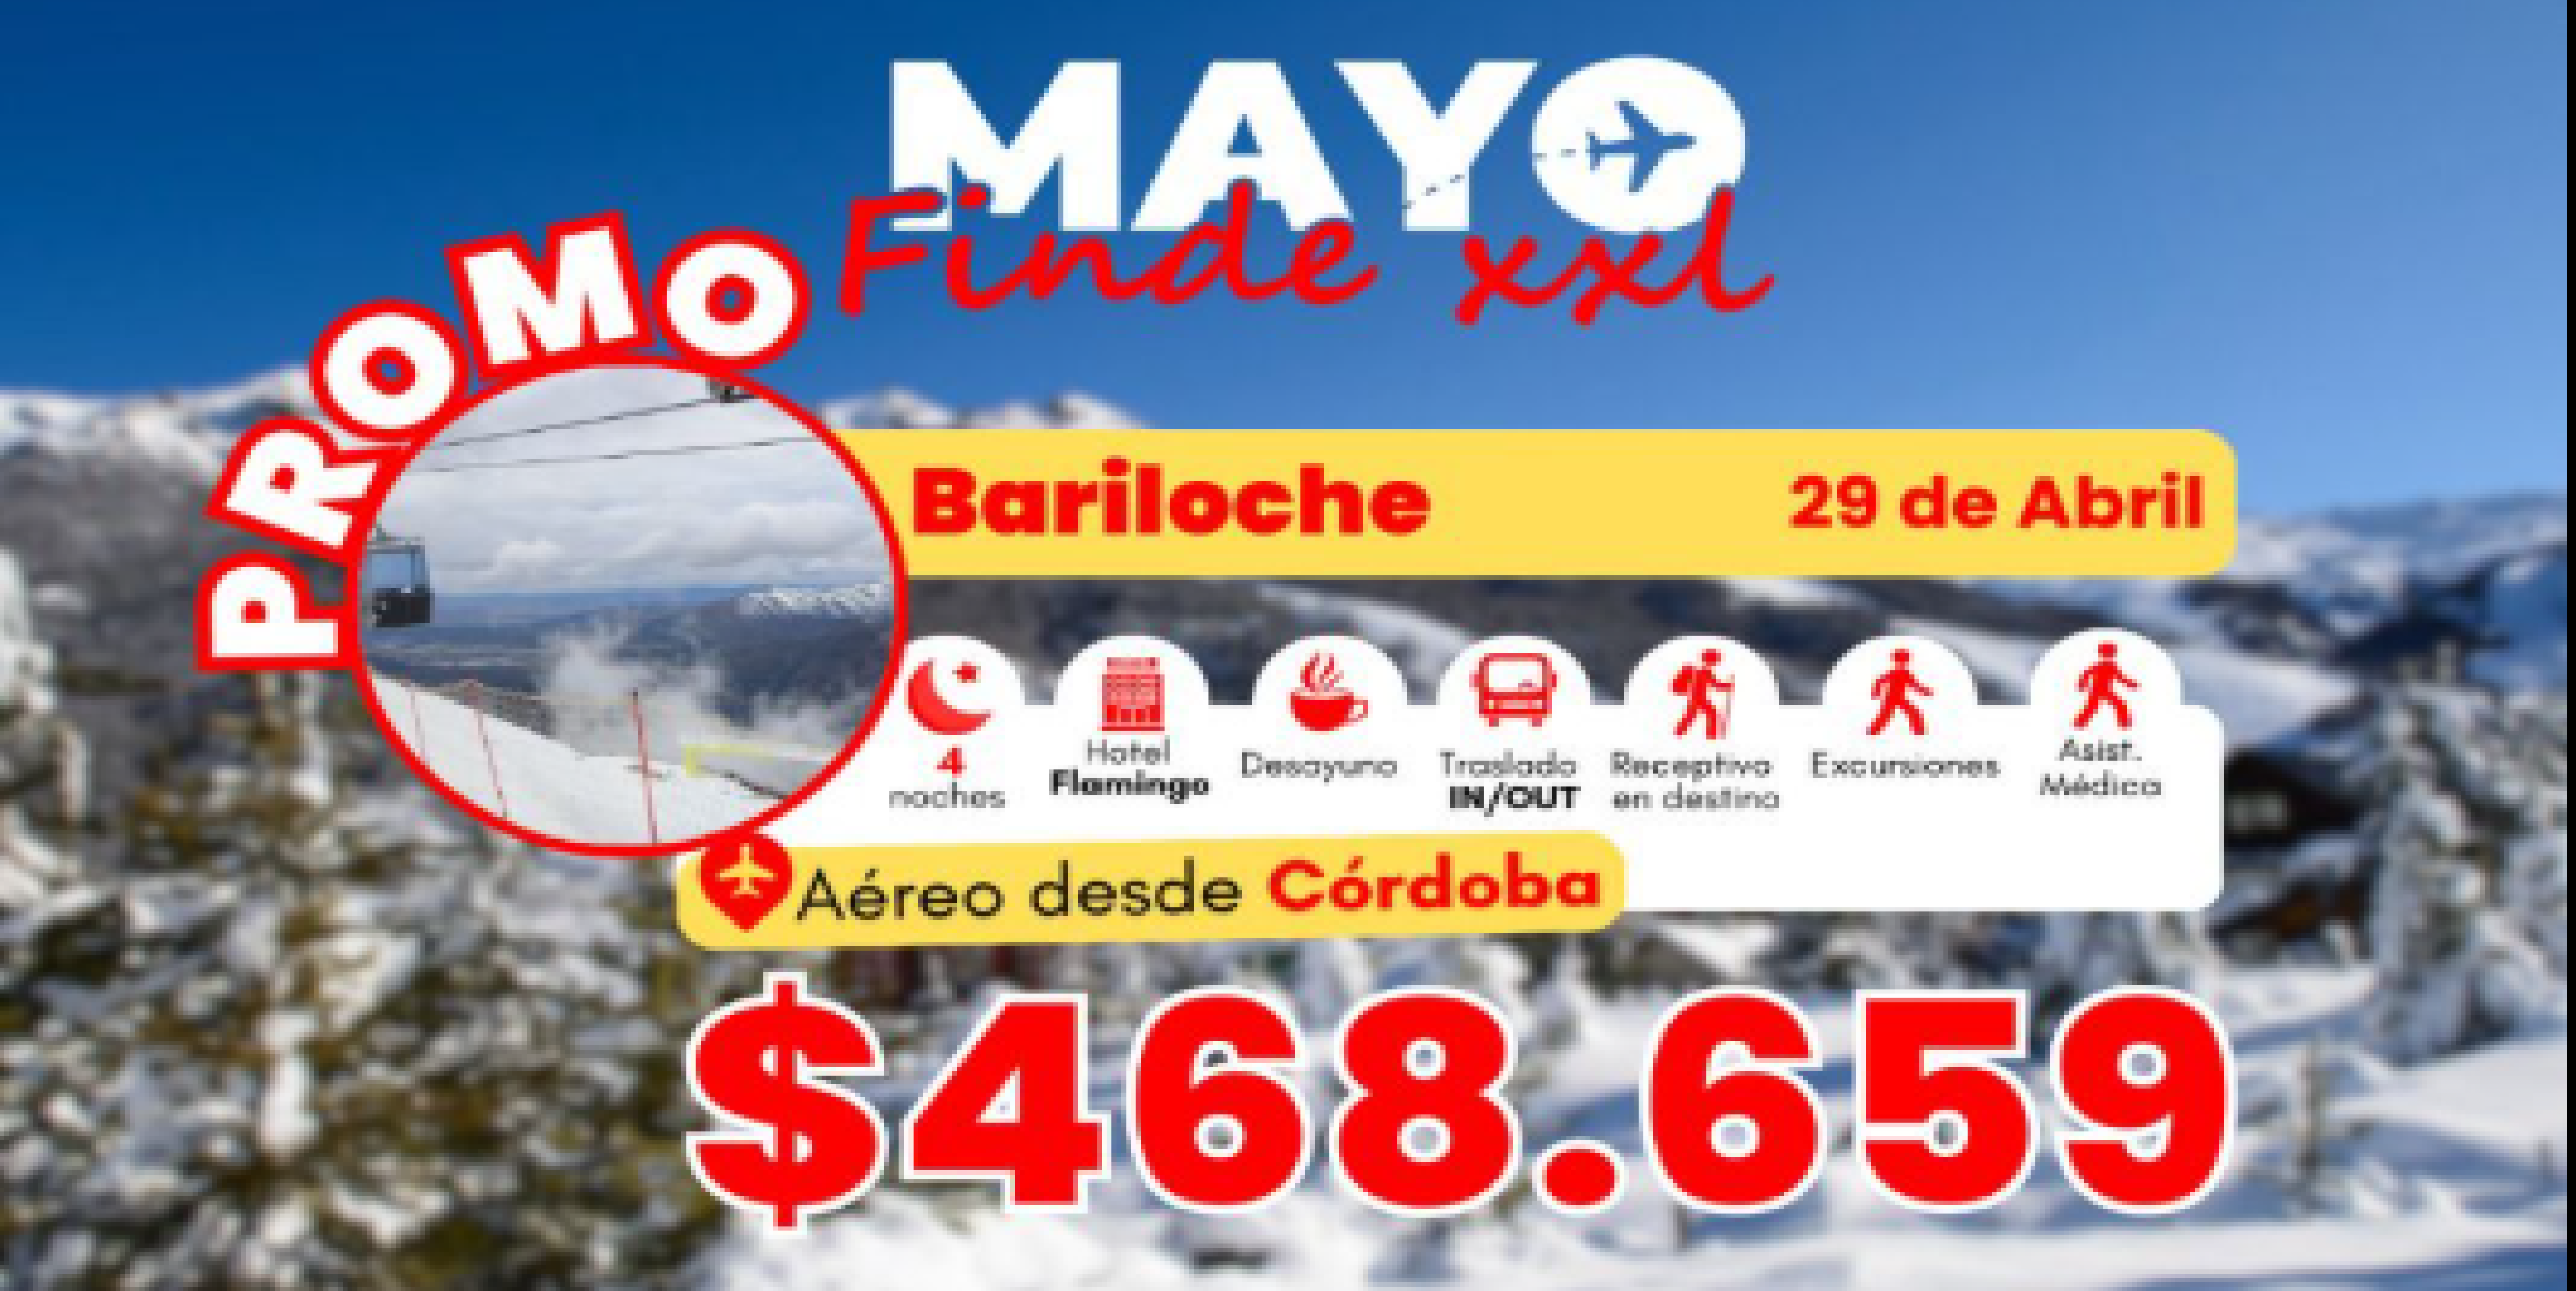 MAYO
Finde xxl
PROMO
Bariloche
29 de Abril
4
noches
Hotel
Flamingo
Desayuno
Traslado
IN/OUT
Receptivo
en destino
Excursiones
Asist.
Médica
Aéreo desde Córdoba
$468.659